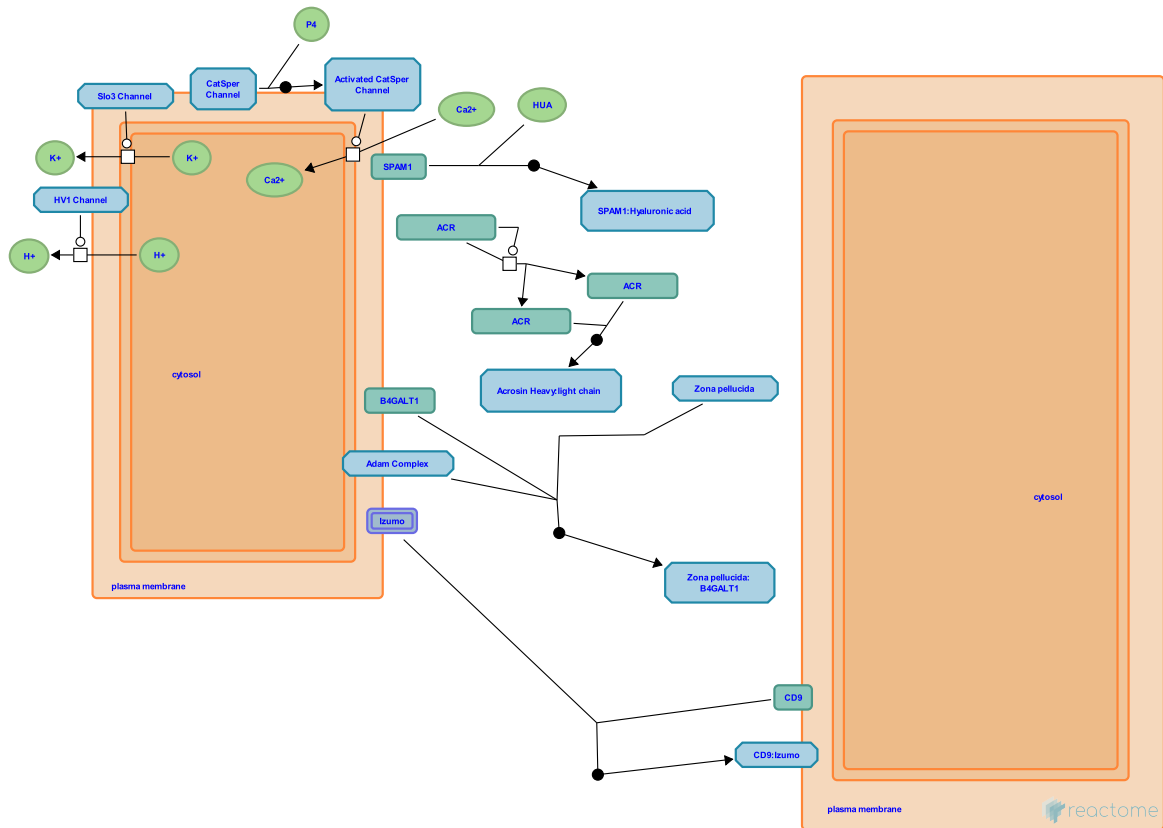 P4
CatSper
Channel
Activated CatSper
Channel
Slo3 Channel
Ca2+
HUA
K+
K+
Ca2+
SPAM1
HV1 Channel
SPAM1:Hyaluronic acid
ACR
H+
H+
ACR
ACR
cytosol
Acrosin Heavy:light chain
Zona pellucida
B4GALT1
Adam Complex
cytosol
Izumo
Zona pellucida:
B4GALT1
plasma membrane
CD9
CD9:Izumo
plasma membrane
reactome